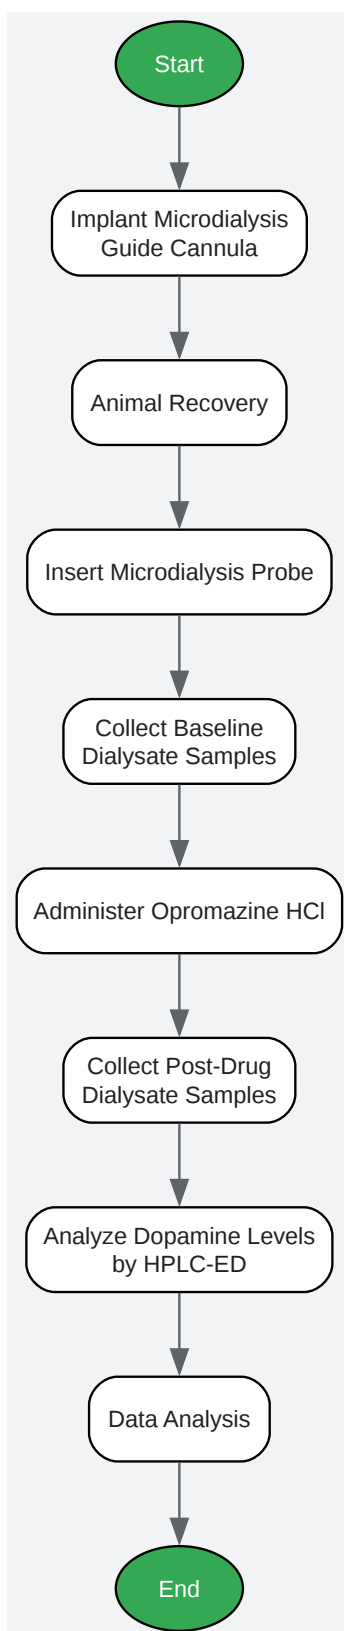 Start
Implant Microdialysis
Guide Cannula
Animal Recovery
Insert Microdialysis Probe
Collect Baseline
Dialysate Samples
Administer Opromazine HCl
Collect Post-Drug
Dialysate Samples
Analyze Dopamine Levels
by HPLC-ED
Data Analysis
End